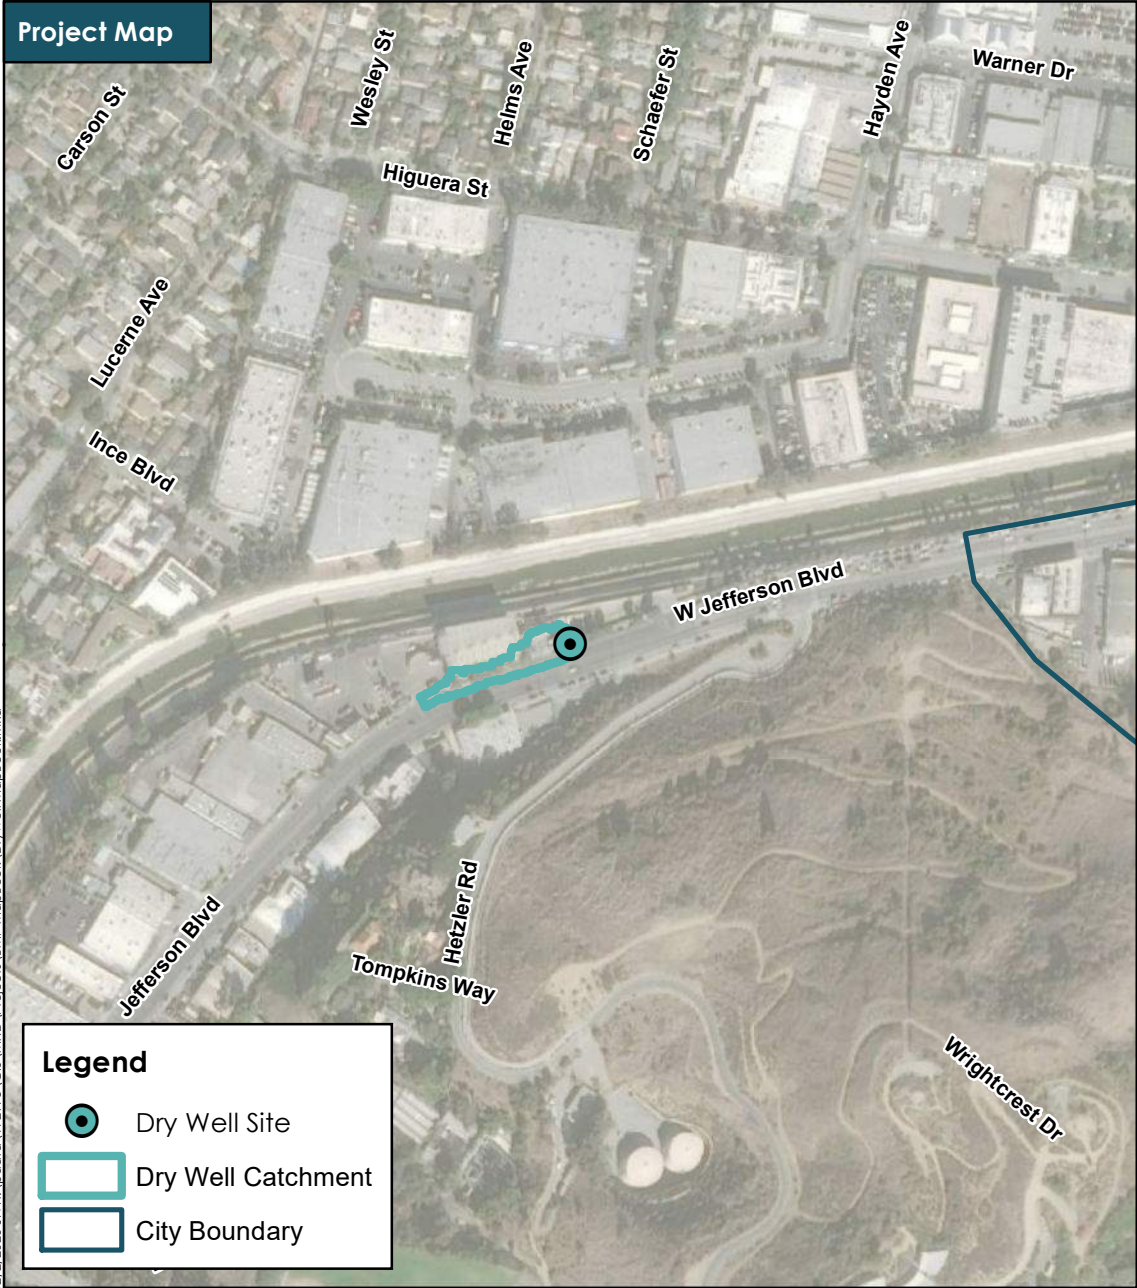 Project Map
Carson St
Wesley St
Helms Ave
Schaefer St
Hayden Ave
Warner Dr
Higuera St
Lucerne Ave
Ince Blvd
W Jefferson Blvd
Jefferson Blvd
Hetzler Rd
Tompkins Way
Wrightcrest Dr
Legend
Dry Well Site
Dry Well Catchment
City Boundary